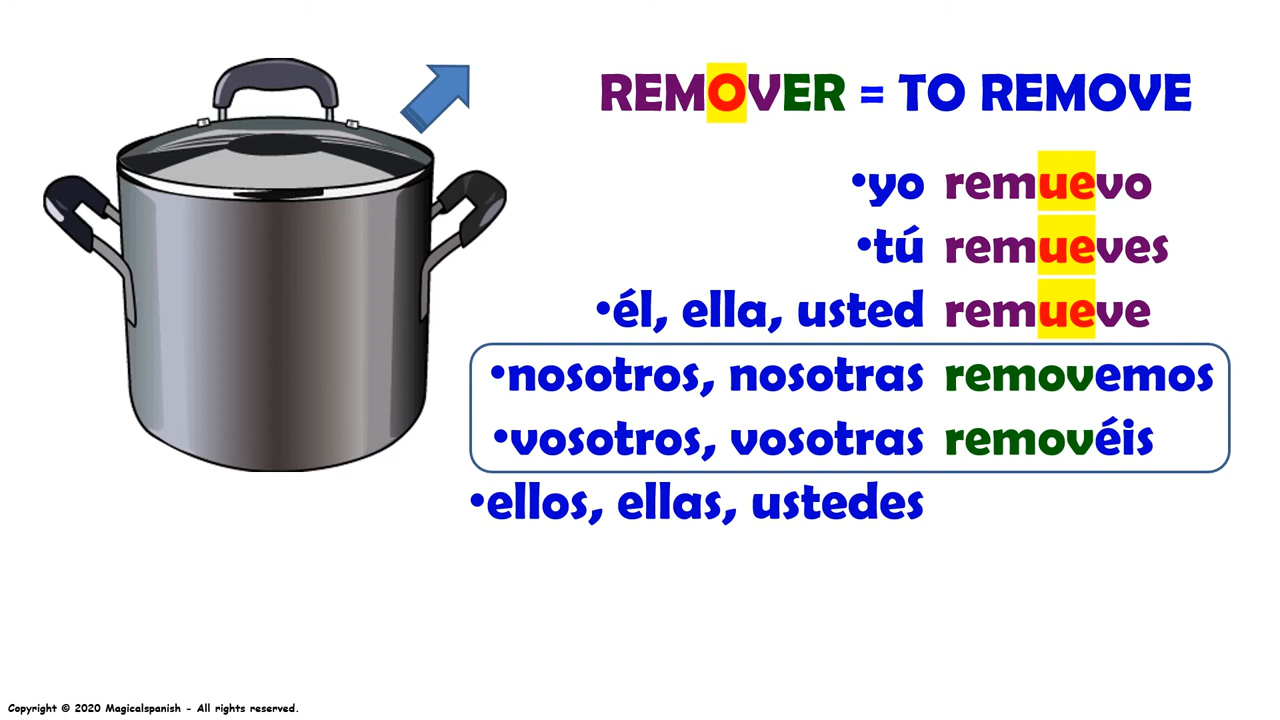 REMOVER = TO REMOVE
•yo remuevo
•tú remueves
•él, ella, usted remueve
•nosotros, nosotras removemos
•vosotros, vosotras removéis
•ellos, ellas, ustedes
Copyright © 2020 Magicalspanish - All rights reserved.